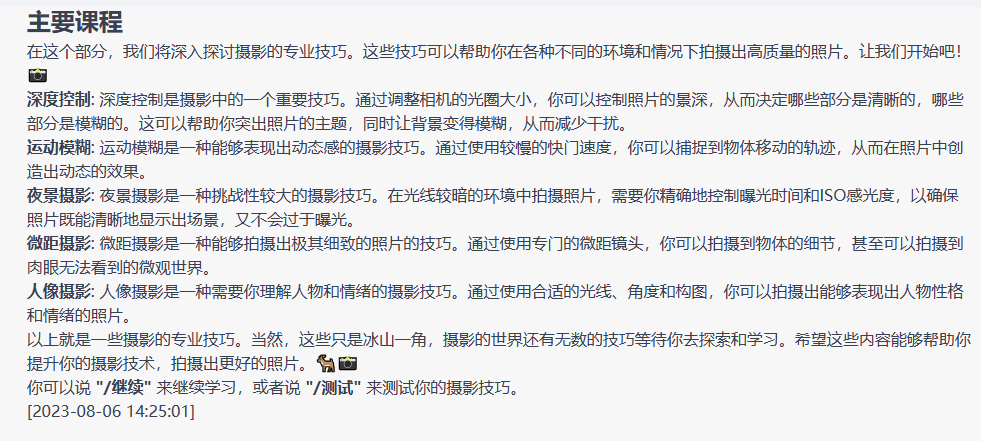 主要课程
在这个部分，我们将深入探讨摄影的专业技巧。这些技巧可以帮助你在各种不同的环境和情况下拍摄出高质量的照片。让我们开始吧！
📷
深度控制: 深度控制是摄影中的一个重要技巧。通过调整相机的光圈大小，你可以控制照片的景深，从而决定哪些部分是清晰的，哪些
部分是模糊的。这可以帮助你突出照片的主题，同时让背景变得模糊，从而减少干扰。
运动模糊: 运动模糊是一种能够表现出动态感的摄影技巧。通过使用较慢的快门速度，你可以捕捉到物体移动的轨迹，从而在照片中创
造出动态的效果。
夜景摄影: 夜景摄影是一种挑战性较大的摄影技巧。在光线较暗的环境中拍摄照片，需要你精确地控制曝光时间和ISO感光度，以确保
照片既能清晰地显示出场景，又不会过于曝光。
微距摄影: 微距摄影是一种能够拍摄出极其细致的照片的技巧。通过使用专门的微距镜头，你可以拍摄到物体的细节，甚至可以拍摄到
肉眼无法看到的微观世界。
人像摄影: 人像摄影是一种需要你理解人物和情绪的摄影技巧。通过使用合适的光线、角度和构图，你可以拍摄出能够表现出人物性格
和情绪的照片。
以上就是一些摄影的专业技巧。当然，这些只是冰山一角，摄影的世界还有无数的技巧等待你去探索和学习。希望这些内容能够帮助你
提升你的摄影技术，拍摄出更好的照片。🐕📷
你可以说 "/继续" 来继续学习，或者说 "/测试" 来测试你的摄影技巧。
[2023-08-06 14:25:01]